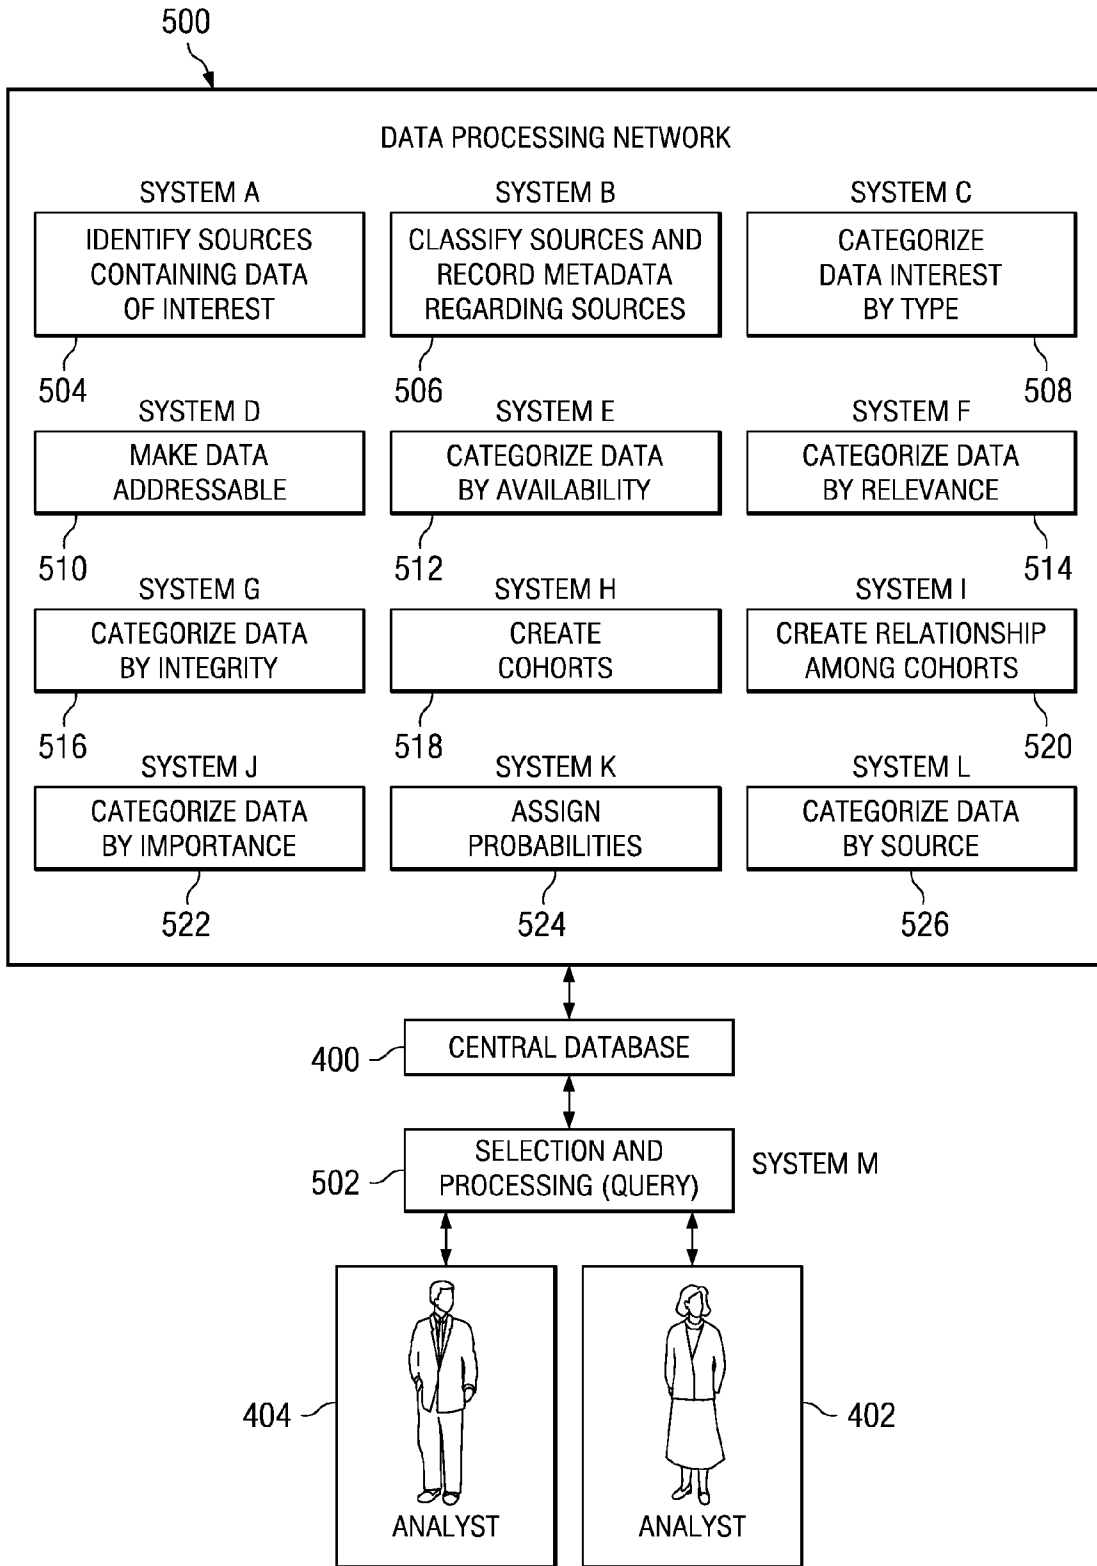 500
DATA PROCESSING NETWORK
SYSTEM A
IDENTIFY SOURCES
CONTAINING DATA
OF INTEREST
504
SYSTEM B
CLASSIFY SOURCES AND
RECORD METADATA
REGARDING SOURCES
506
SYSTEM C
CATEGORIZE
DATA INTEREST
BY TYPE
508
SYSTEM D
MAKE DATA
ADDRESSABLE
510
SYSTEM E
CATEGORIZE DATA
BY AVAILABILITY
512
SYSTEM F
CATEGORIZE DATA
BY RELEVANCE
514
SYSTEM G
CATEGORIZE DATA
BY INTEGRITY
516
SYSTEM H
CREATE
COHORTS
518
SYSTEM I
CREATE RELATIONSHIP
AMONG COHORTS
520
SYSTEM J
CATEGORIZE DATA
BY IMPORTANCE
522
SYSTEM K
ASSIGN
PROBABILITIES
524
SYSTEM L
CATEGORIZE DATA
BY SOURCE
526
400
CENTRAL DATABASE
502
SELECTION AND
PROCESSING (QUERY)
SYSTEM M
404
ANALYST
402
ANALYST